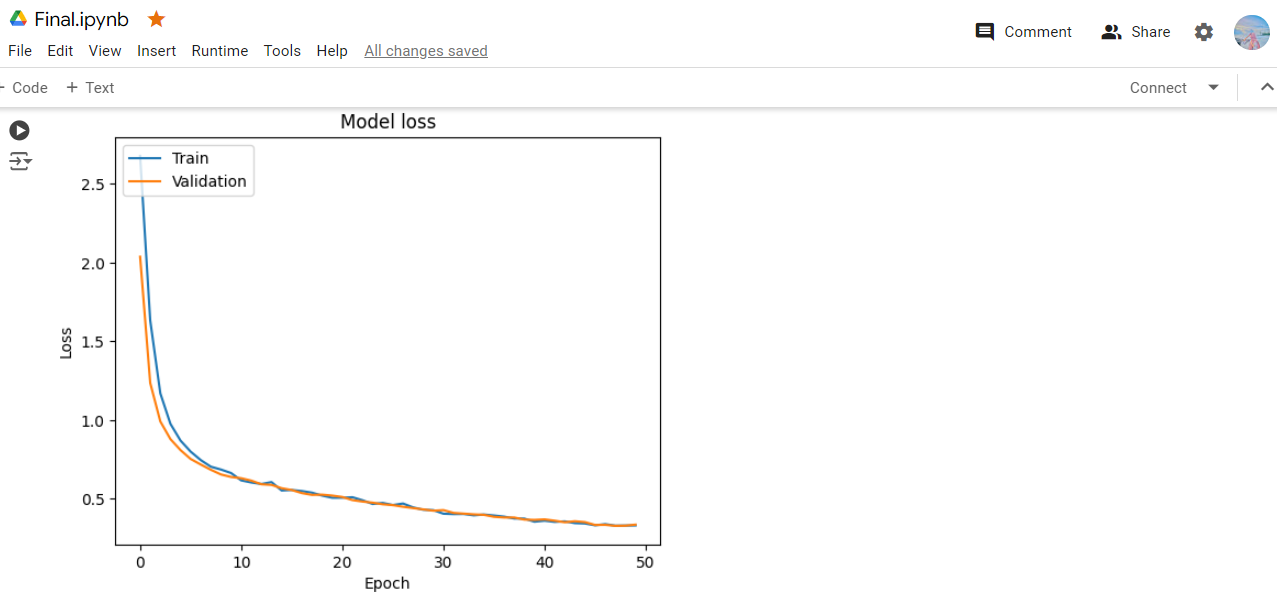 Final.ipynb
Comment
Share
File Edit View Insert Runtime Tools Help All changes saved
Code + Text
Connect
Model loss
Train
Validation
2.5
2.0
1.5
1.0
0.5
Loss
0 10 20 30 40 50
Epoch